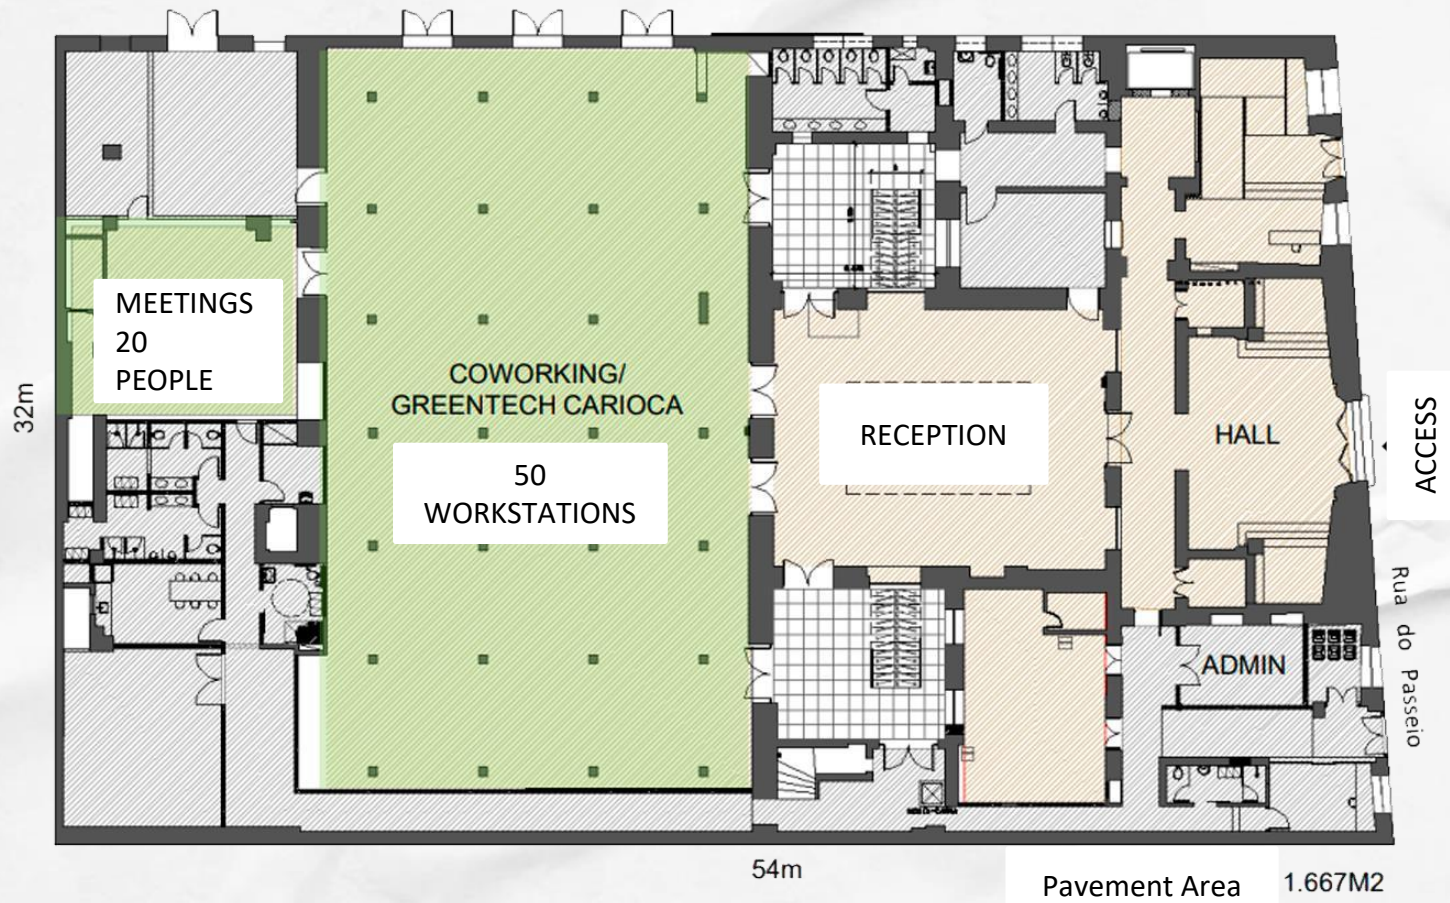 MEETINGS
20
PEOPLE
COWORKING/
GREENTECH CARIOCA
50
WORKSTATIONS
RECEPTION
HALL
ACCESS
ADMIN
Rua do Passeio
32m
54m
Pavement Area
1.667M2